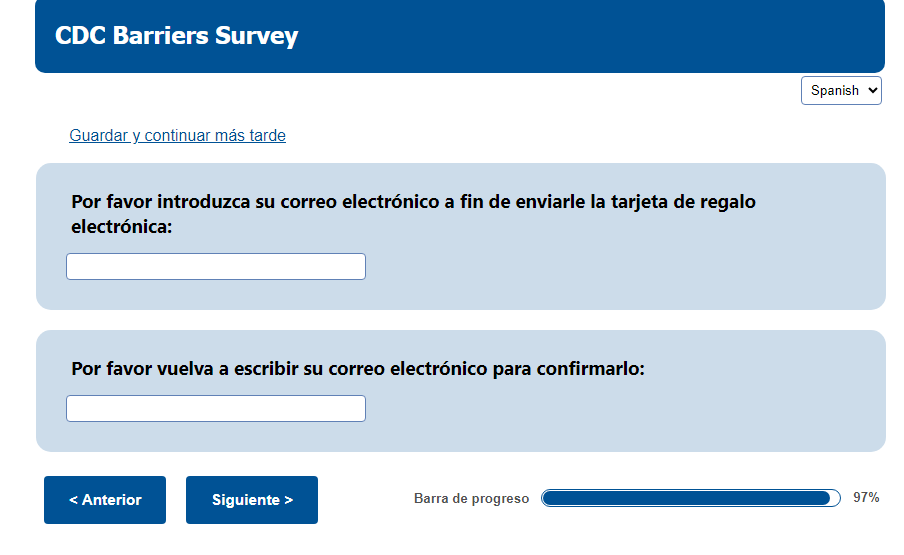 CDC Barriers Survey
Spanish
Guardar y continuar más tarde
Por favor introduzca su correo electrónico a fin de enviarle la tarjeta de regalo
electrónica:
Por favor vuelva a escribir su correo electrónico para confirmarlo:
< Anterior
Siguiente >
Barra de progreso
97%